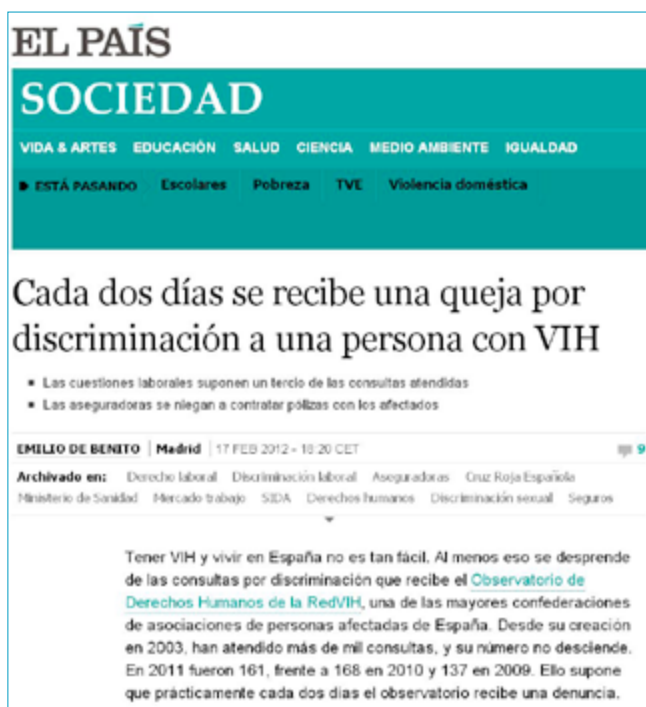 EL PAÍS
SOCIEDAD
VIDA & ARTES EDUCACIÓN SALUD CIENCIA MEDIO AMBIENTE IGUALDAD
ESTÁ PASANDO Escolares Pobreza TVE Violencia doméstica
Cada dos días se recibe una queja por
discriminación a una persona con VIH
▪ Las cuestiones laborales suponen un tercio de las consultas atendidas
▪ Las aseguradoras se niegan a contratar pólizas con los afectados
EMILIO DE BENITO | Madrid | 17 FEB 2012 - 18:20 CET 9
Archivado en: Derecho laboral Discriminación laboral Aseguradoras Cruz Roja Española
Ministerio de Sanidad Mercado trabajo SIDA Derechos humanos Discriminación sexual Seguros
Tener VIH y vivir en España no es tan fácil. Al menos eso se desprende
de las consultas por discriminación que recibe el Observatorio de
Derechos Humanos de la RedVIH, una de las mayores confederaciones
de asociaciones de personas afectadas de España. Desde su creación
en 2003, han atendido más de mil consultas, y su número no desciende.
En 2011 fueron 161, frente a 168 en 2010 y 137 en 2009. Ello supone
que prácticamente cada dos días el observatorio recibe una denuncia.